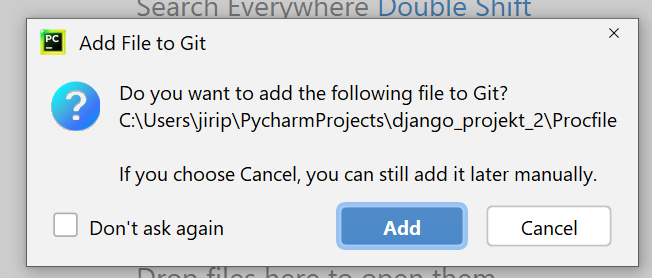 Search Everywhere Double Shift
PC
Add File to Git
Do you want to add the following file to Git?
C:\Users\jirip\PycharmProjects\django_projekt_2\Procfile
If you choose Cancel, you can still add it later manually.
Don't ask again
Add
Cancel
Drop files here to open them